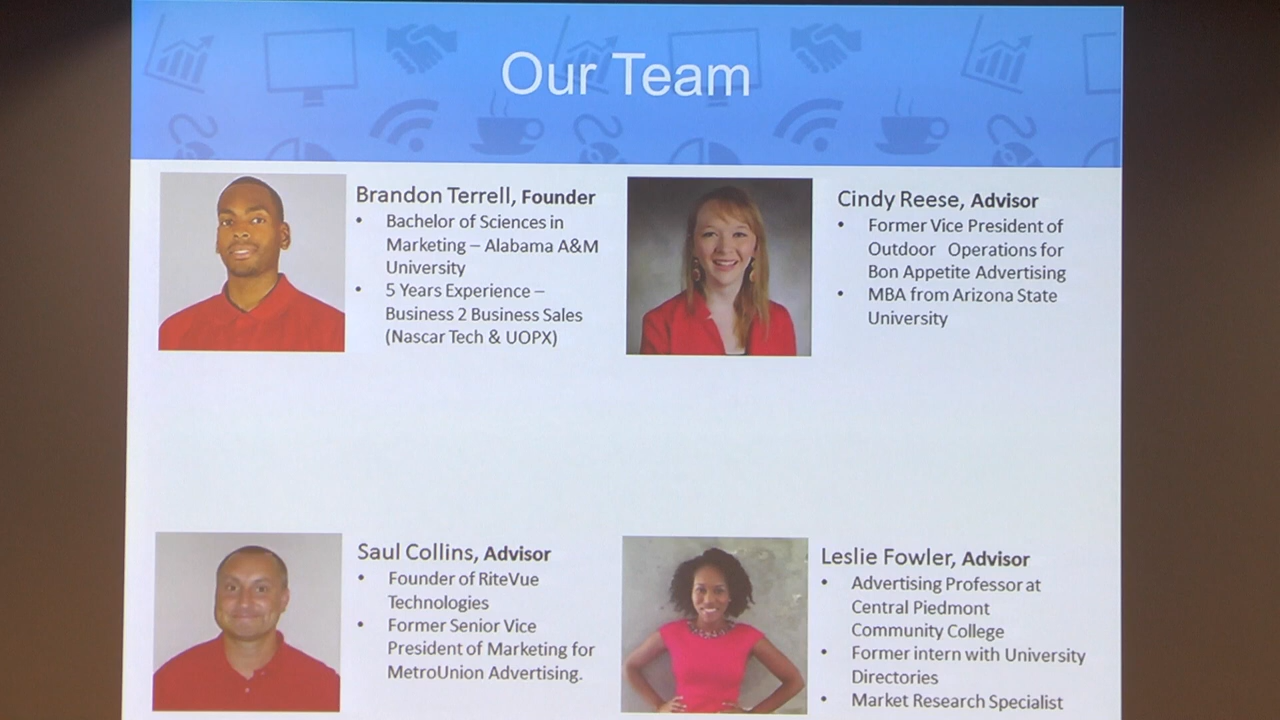 Our Team
Brandon Terrell, Founder
• Bachelor of Sciences in
Marketing – Alabama A&M
University
• 5 Years Experience –
Business 2 Business Sales
(Nascar Tech & UOPX)
Cindy Reese, Advisor
• Former Vice President of
Outdoor Operations for
Bon Appetite Advertising
• MBA from Arizona State
University
Saul Collins, Advisor
• Founder of RiteVue
Technologies
• Former Senior Vice
President of Marketing for
MetroUnion Advertising.
Leslie Fowler, Advisor
• Advertising Professor at
Central Piedmont
Community College
• Former intern with University
Directories
• Market Research Specialist